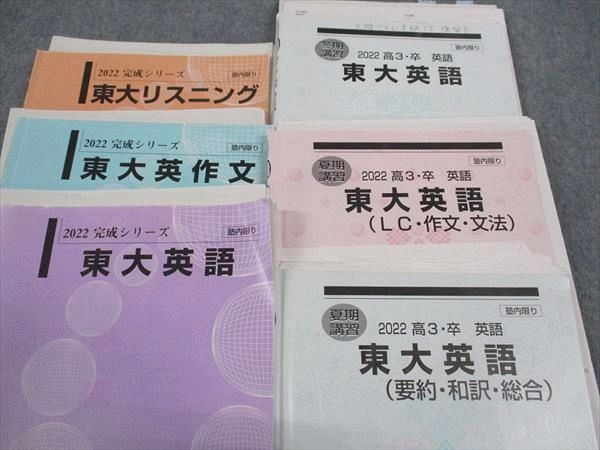 2022 完成シリーズ
塾内限り
東大リスニング
2022 完成シリーズ
塾内限り
東大英作文
2022 完成シリーズ
塾内限り
東大英語
冬期
講習
2022 高3・卒 英語
塾内限り
東大英語
夏期
講習
2022 高3・卒 英語
塾内限り
東大英語
(LC・作文・文法)
夏期
講習
2022 高3・卒 英語
塾内限り
東大英語
(要約・和訳・総合)